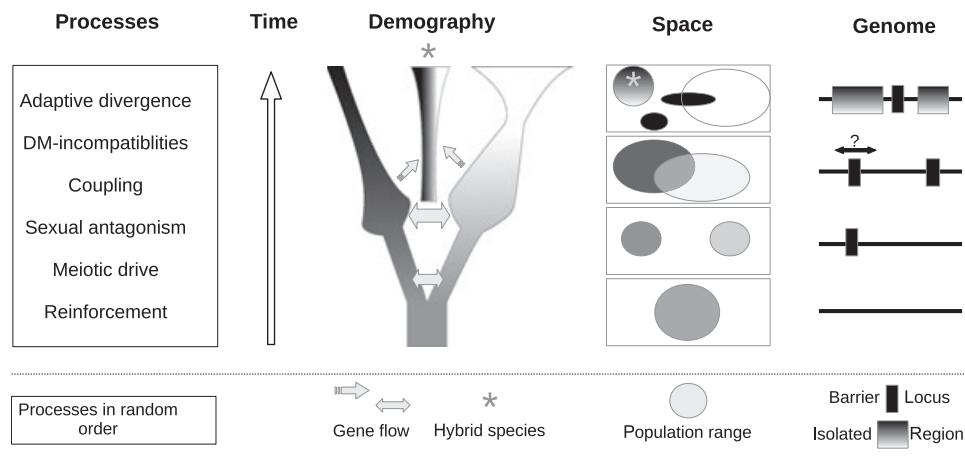 Processes Time Demography Space Genome
*
Adaptive divergence
DM-incompatiblities
Coupling
Sexual antagonism
Meiotic drive
Reinforcement
*
?
Processes in random
order
Gene flow
*
Hybrid species
Population range
Barrier Locus
Isolated Region